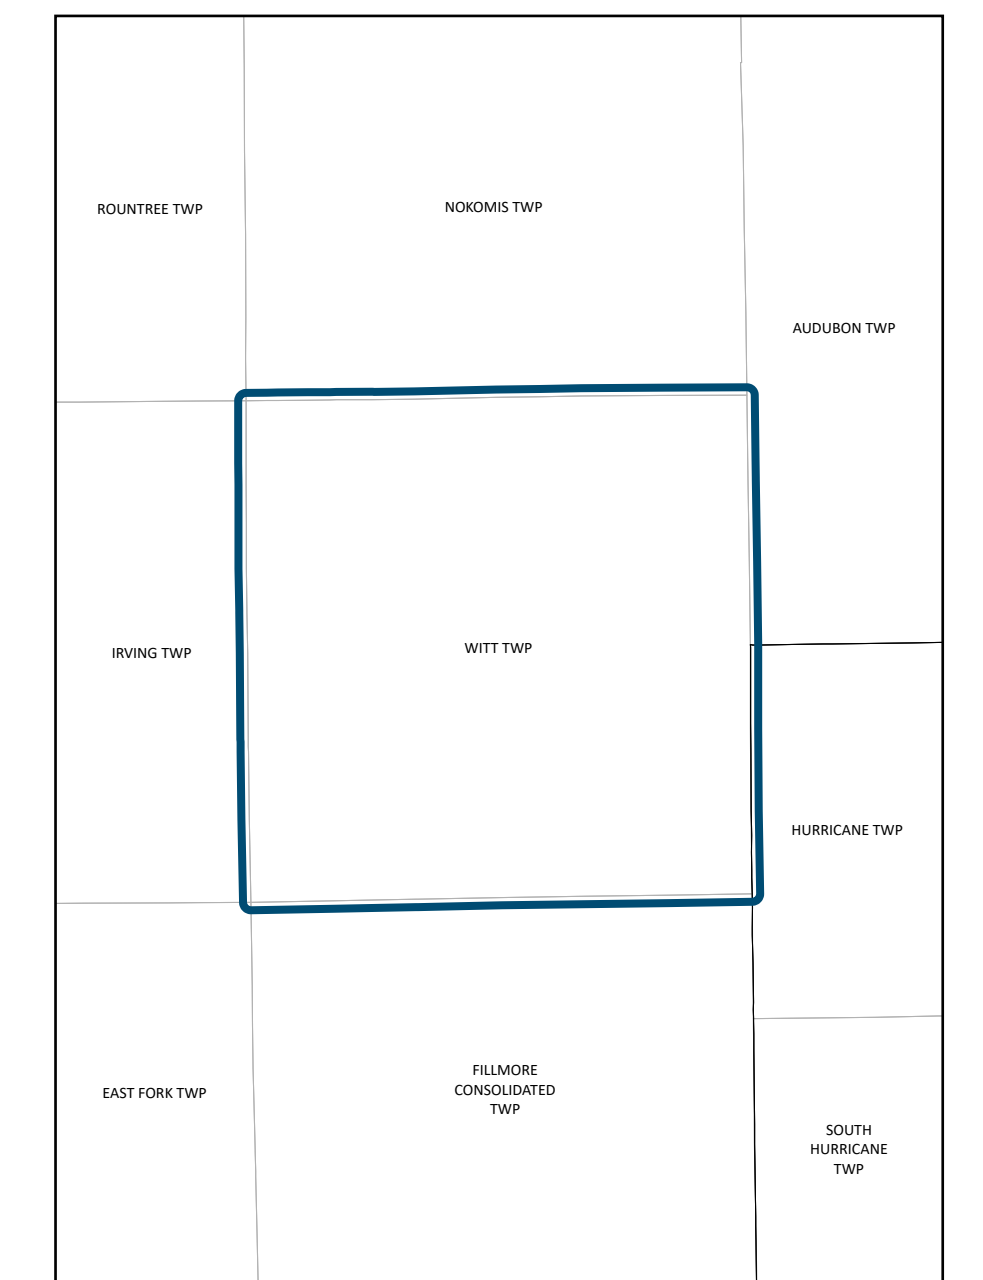 ROUNTREE TWP
NOKOMIS TWP
AUDUBON TWP
IRVING TWP
WITT TWP
HURRICANE TWP
EAST FORK TWP
FILLMORE
CONSOLIDATED
TWP
SOUTH
HURRICANE
TWP